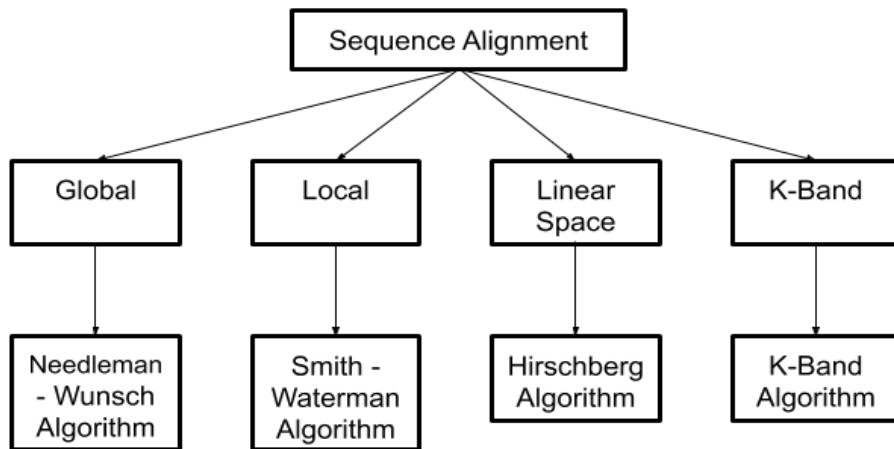 Sequence Alignment
Global
Local
Linear
Space
K-Band
Needleman
- Wunsch
Algorithm
Smith -
Waterman
Algorithm
Hirschberg
Algorithm
K-Band
Algorithm